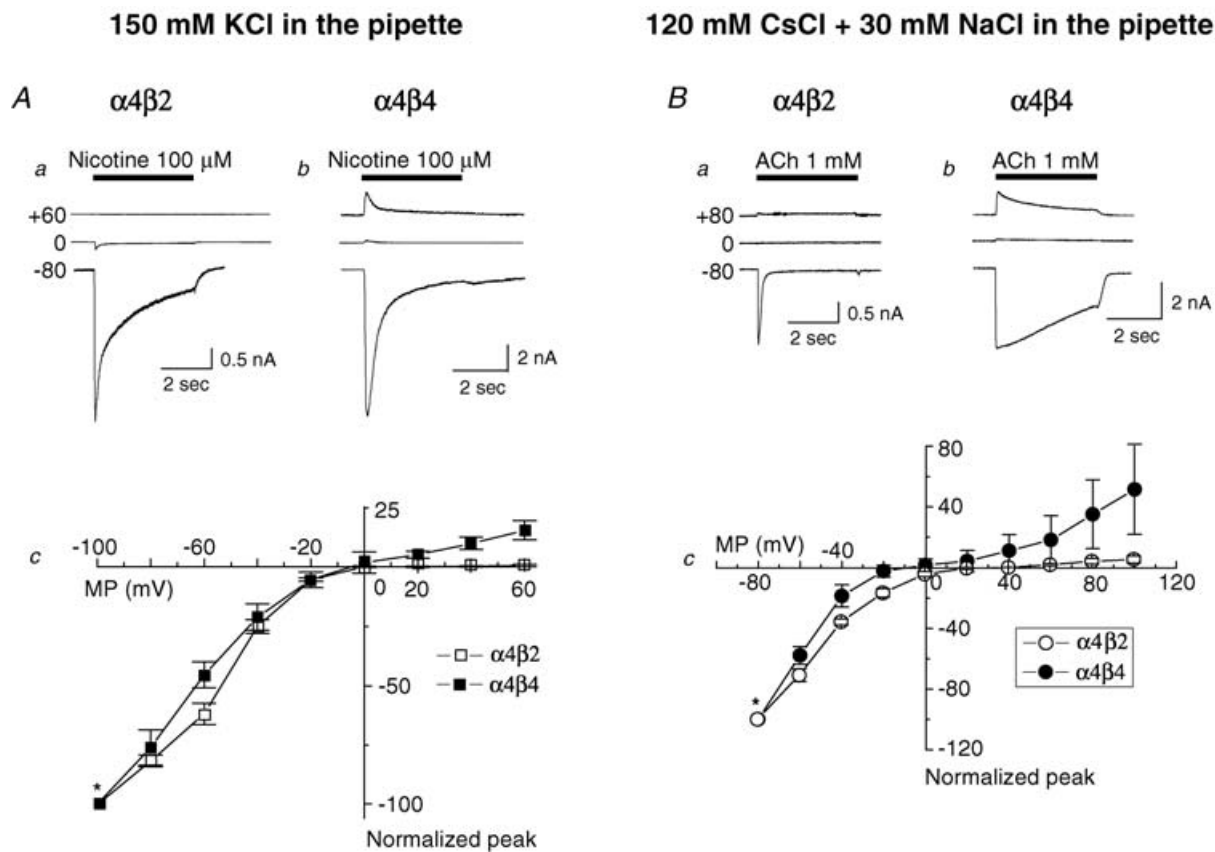 150 mM KCl in the pipette
120 mM CsCl + 30 mM NaCl in the pipette
A
α4β2
α4β4
a
Nicotine 100 μM
b
Nicotine 100 μM
+60
0
-80
0.5 nA
2 sec
2 nA
2 sec
c
-100
-60
-20
MP (mV)
25
0
20
60
-50
-100
α4β2
α4β4
*
Normalized peak
B
α4β2
α4β4
a
ACh 1 mM
b
ACh 1 mM
+80
0
-80
0.5 nA
2 sec
2 nA
2 sec
c
MP (mV)
-40
-80
80
40
0
40
80
120
-40
-80
-120
α4β2
α4β4
*
Normalized peak